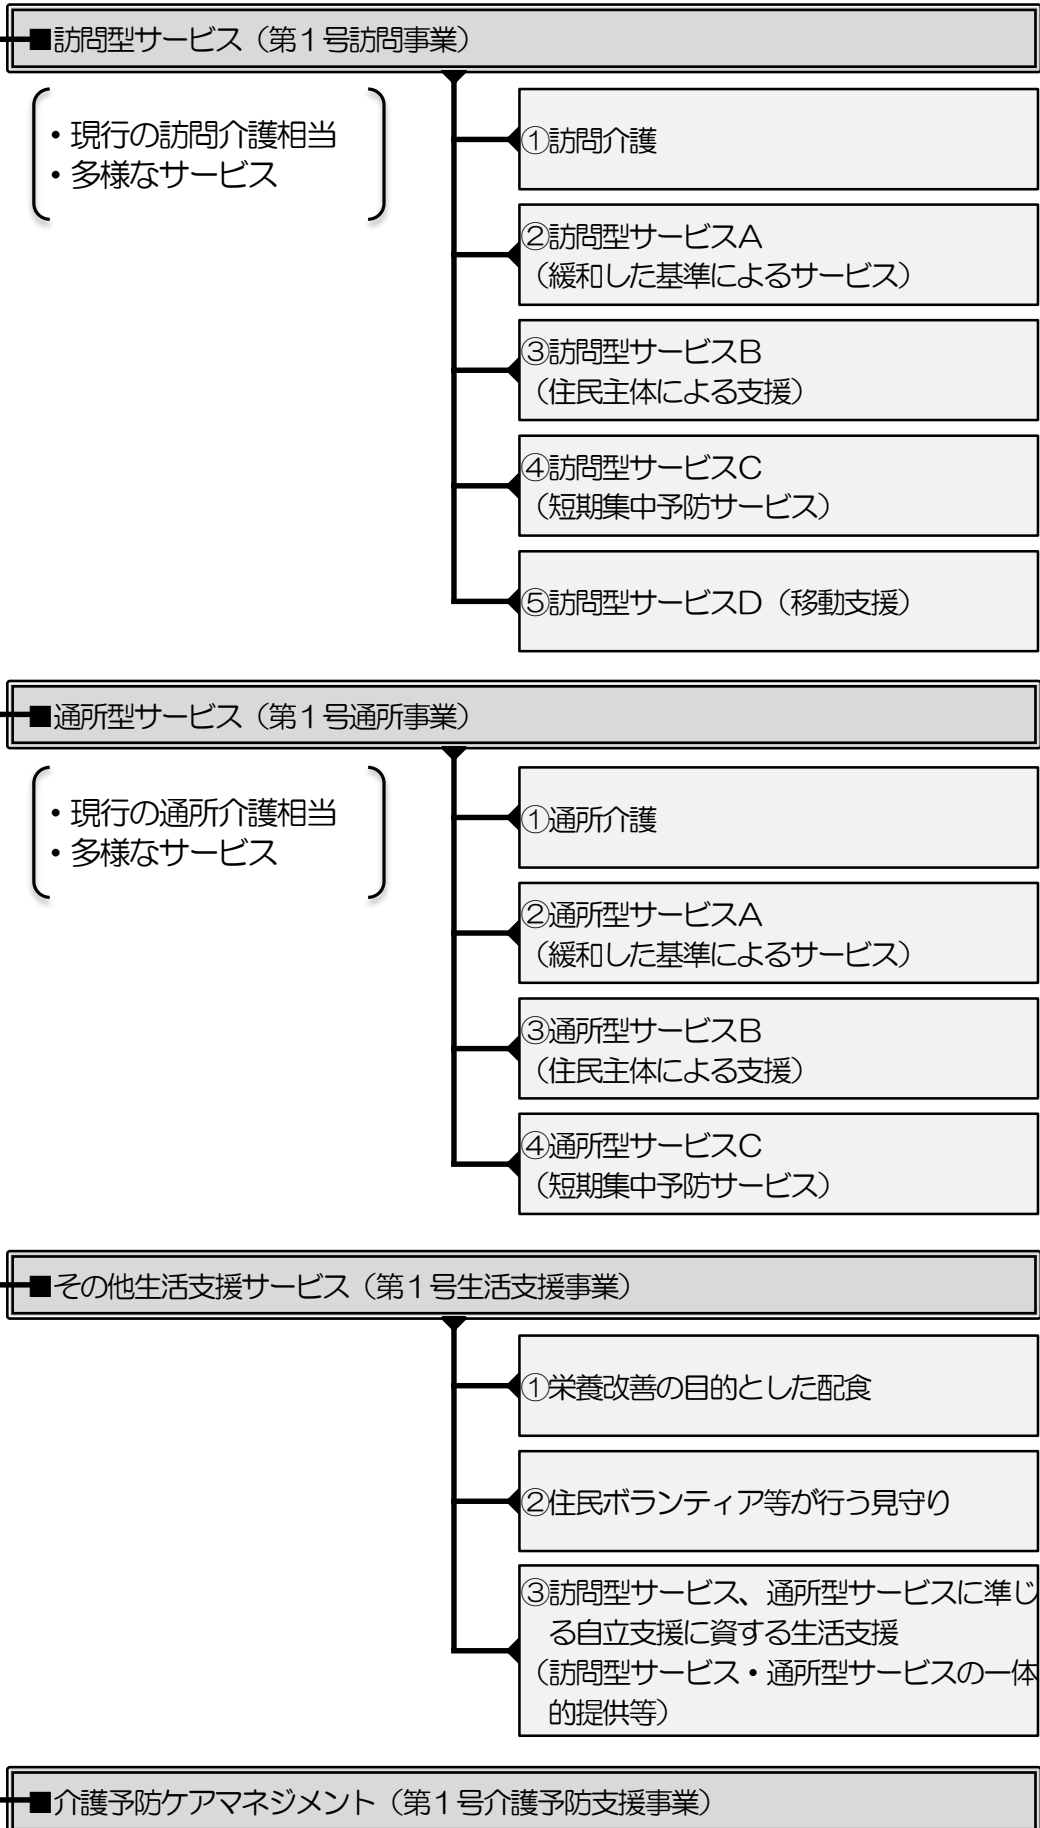 ■訪問型サービス（第１号訪問事業）
・現行の訪問介護相当
・多様なサービス
①訪問介護
②訪問型サービスＡ
（緩和した基準によるサービス）
③訪問型サービスＢ
（住民主体による支援）
④訪問型サービスＣ
（短期集中予防サービス）
⑤訪問型サービスＤ（移動支援）
■通所型サービス（第１号通所事業）
・現行の通所介護相当
・多様なサービス
①通所介護
②通所型サービスＡ
（緩和した基準によるサービス）
③通所型サービスＢ
（住民主体による支援）
④通所型サービスＣ
（短期集中予防サービス）
■その他生活支援サービス（第１号生活支援事業）
①栄養改善の目的とした配食
②住民ボランティア等が行う見守り
③訪問型サービス、通所型サービスに準じ
る自立支援に資する生活支援
（訪問型サービス・通所型サービスの一体
的提供等）
■介護予防ケアマネジメント（第１号介護予防支援事業）